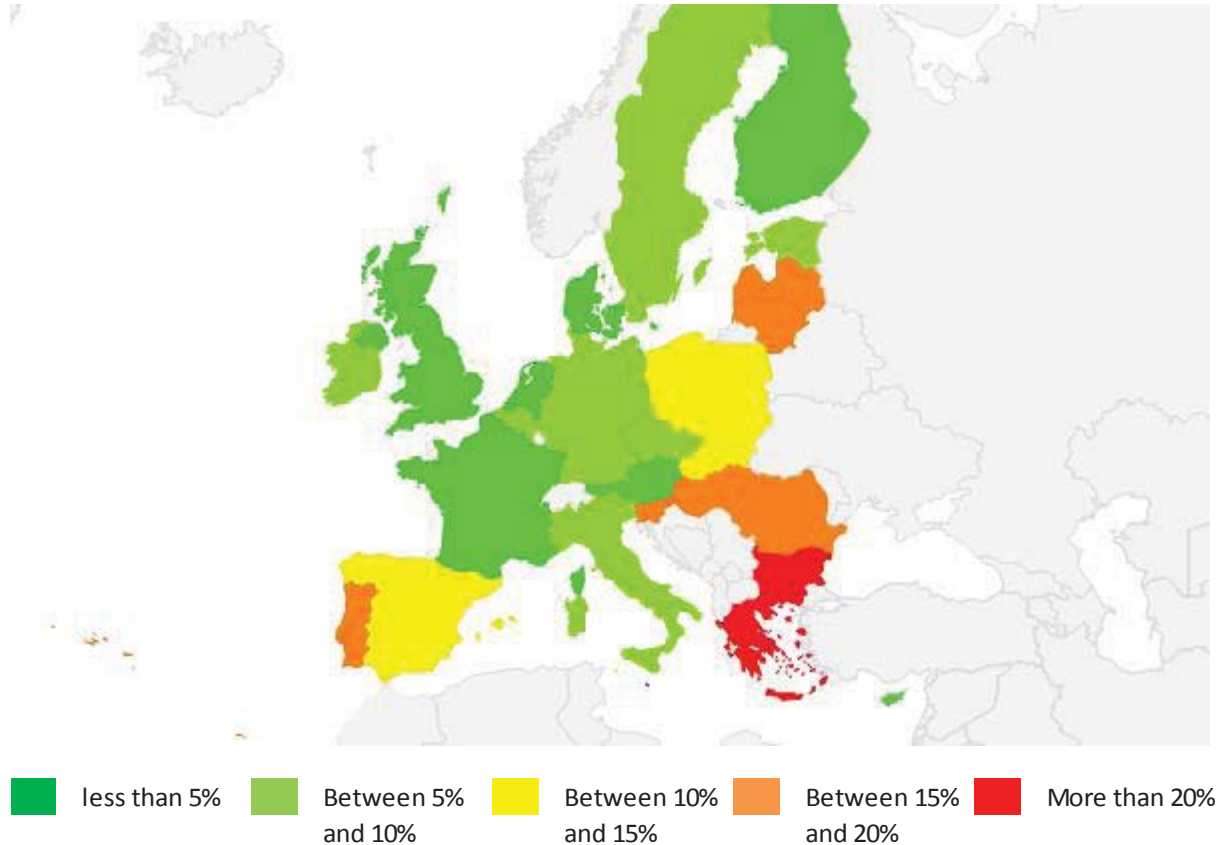 less than 5%
Between 5%
and 10%
Between 10%
and 15%
Between 15%
and 20%
More than 20%